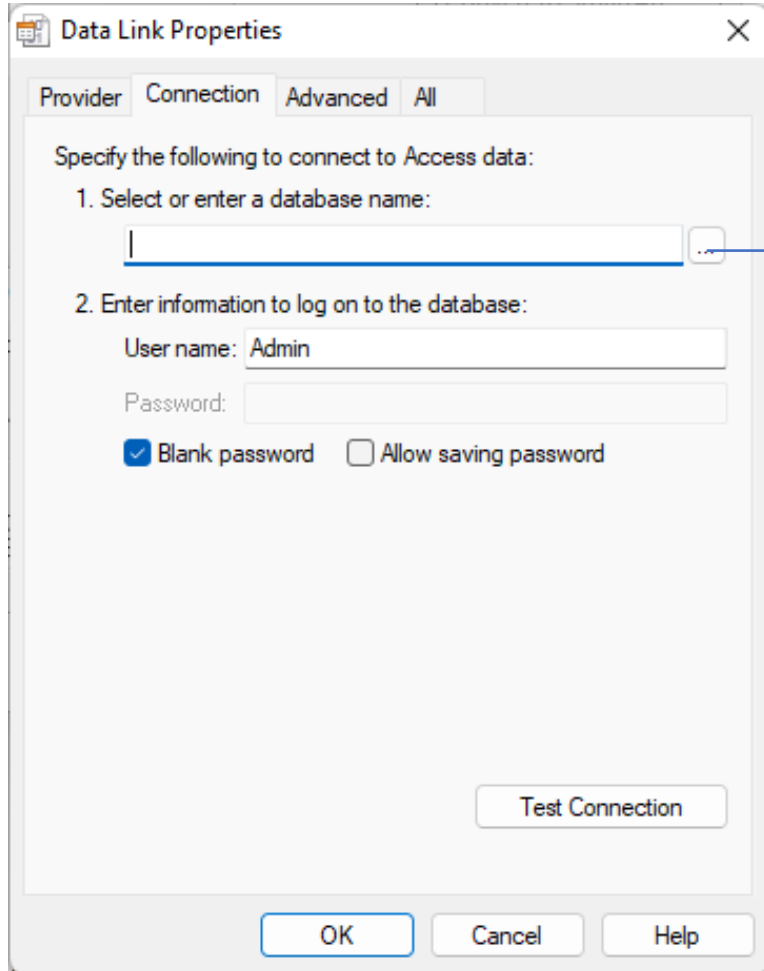 Data Link Properties
Provider Connection Advanced All
Specify the following to connect to Access data:
1. Select or enter a database name:
...
2. Enter information to log on to the database:
User name: Admin
Password:
Blank password Allow saving password
Test Connection
OK Cancel Help